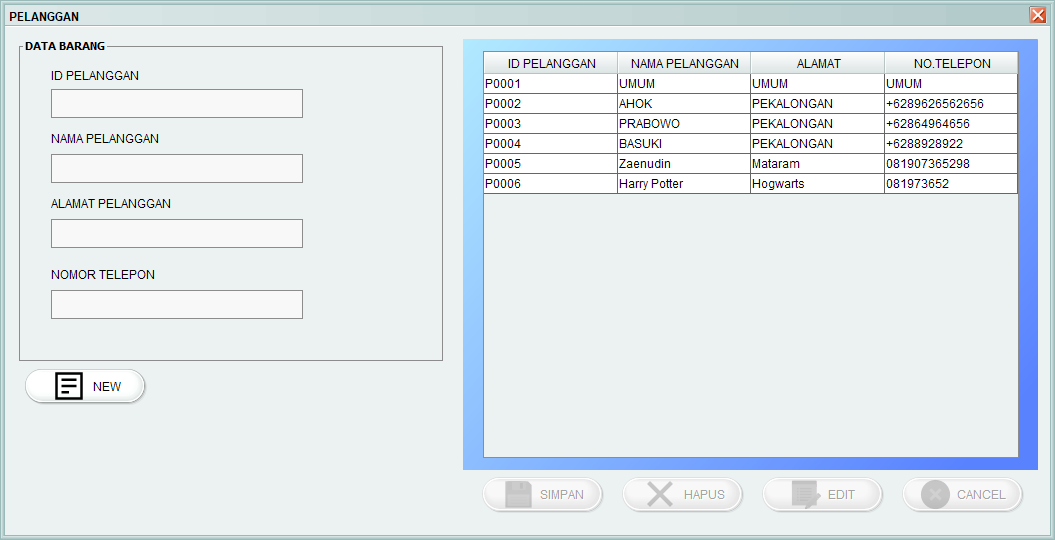 PELANGGAN
DATA BARANG
ID PELANGGAN
NAMA PELANGGAN
ALAMAT PELANGGAN
NOMOR TELEPON
NEW
ID PELANGGAN NAMA PELANGGAN ALAMAT NO.TELEPON
P0001 UMUM UMUM UMUM
P0002 AHOK PEKALONGAN +6289626562656
P0003 PRABOWO PEKALONGAN +62864964656
P0004 BASUKI PEKALONGAN +6288928922
P0005 Zaenudin Mataram 081907365298
P0006 Harry Potter Hogwarts 081973652
SIMPAN HAPUS EDIT CANCEL